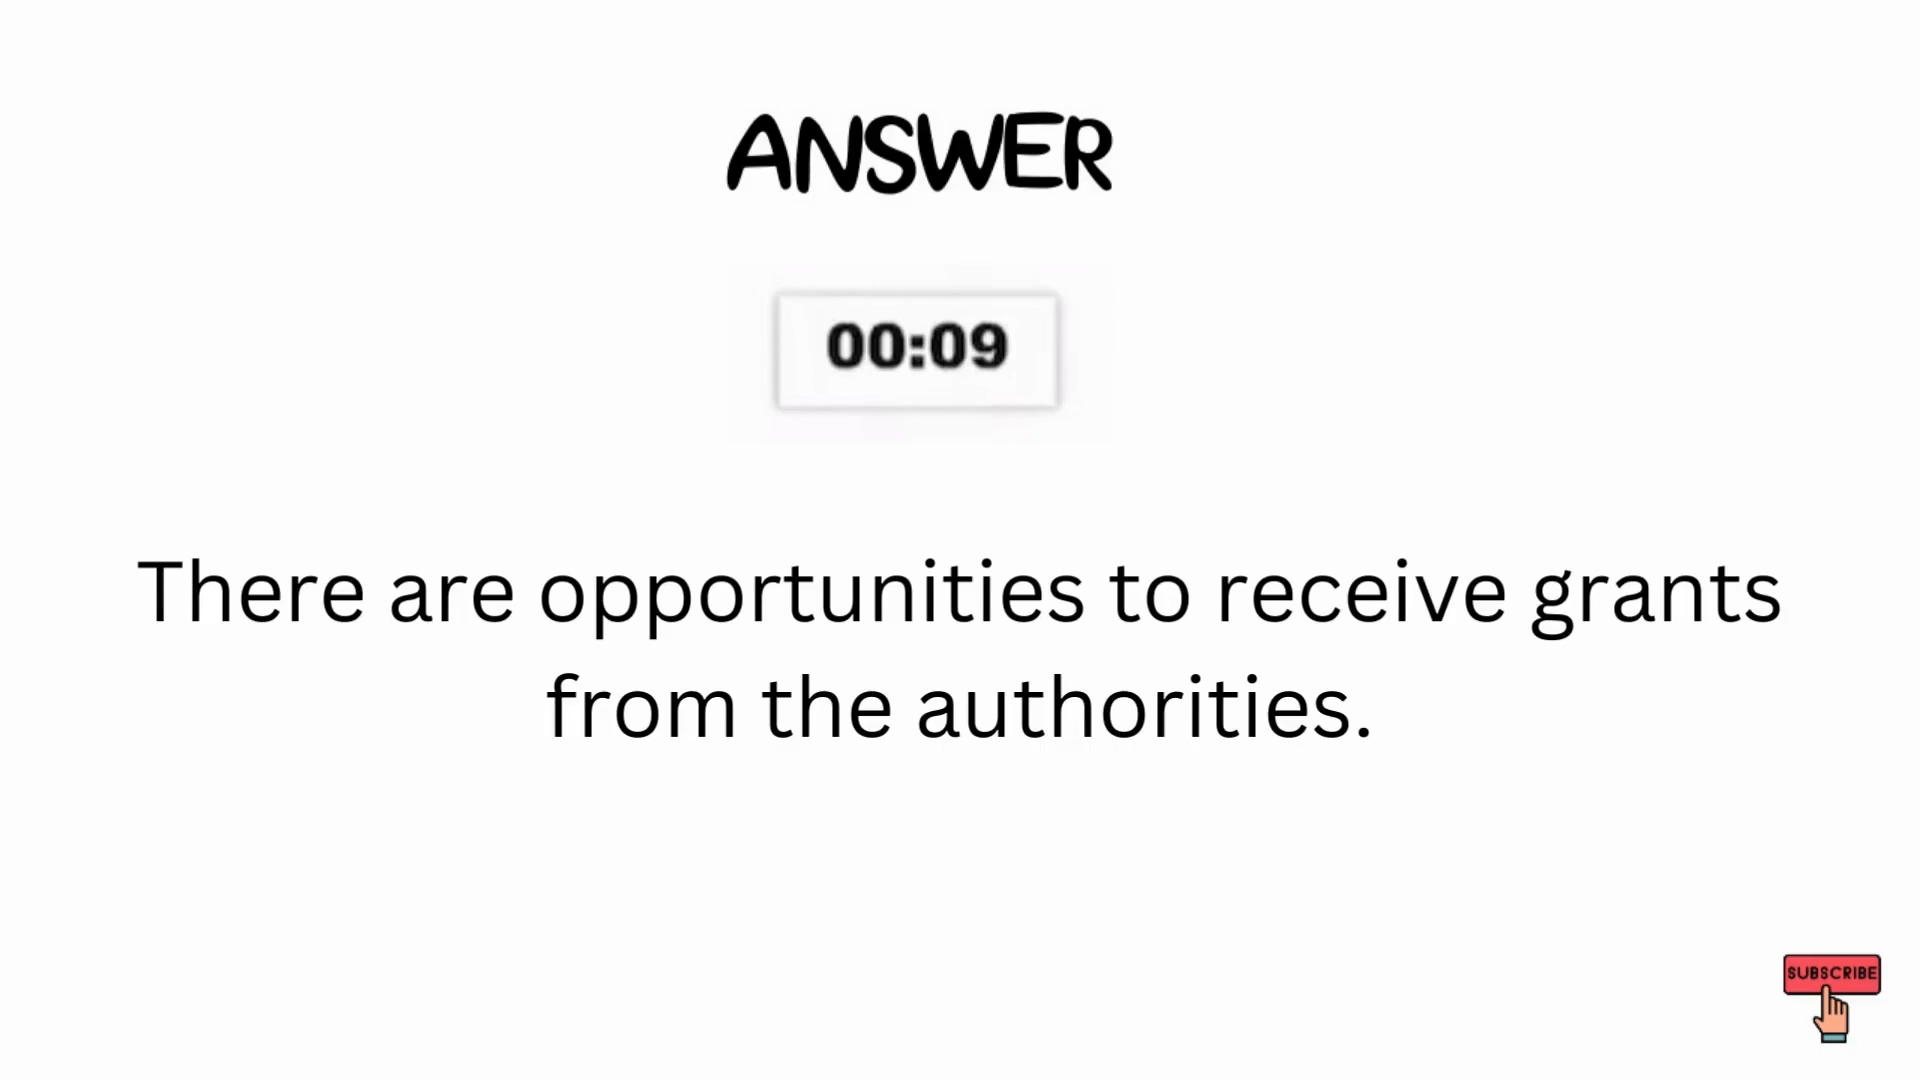 ANSWER
00:09
There are opportunities to receive grants
from the authorities.
SUBSCRIBE